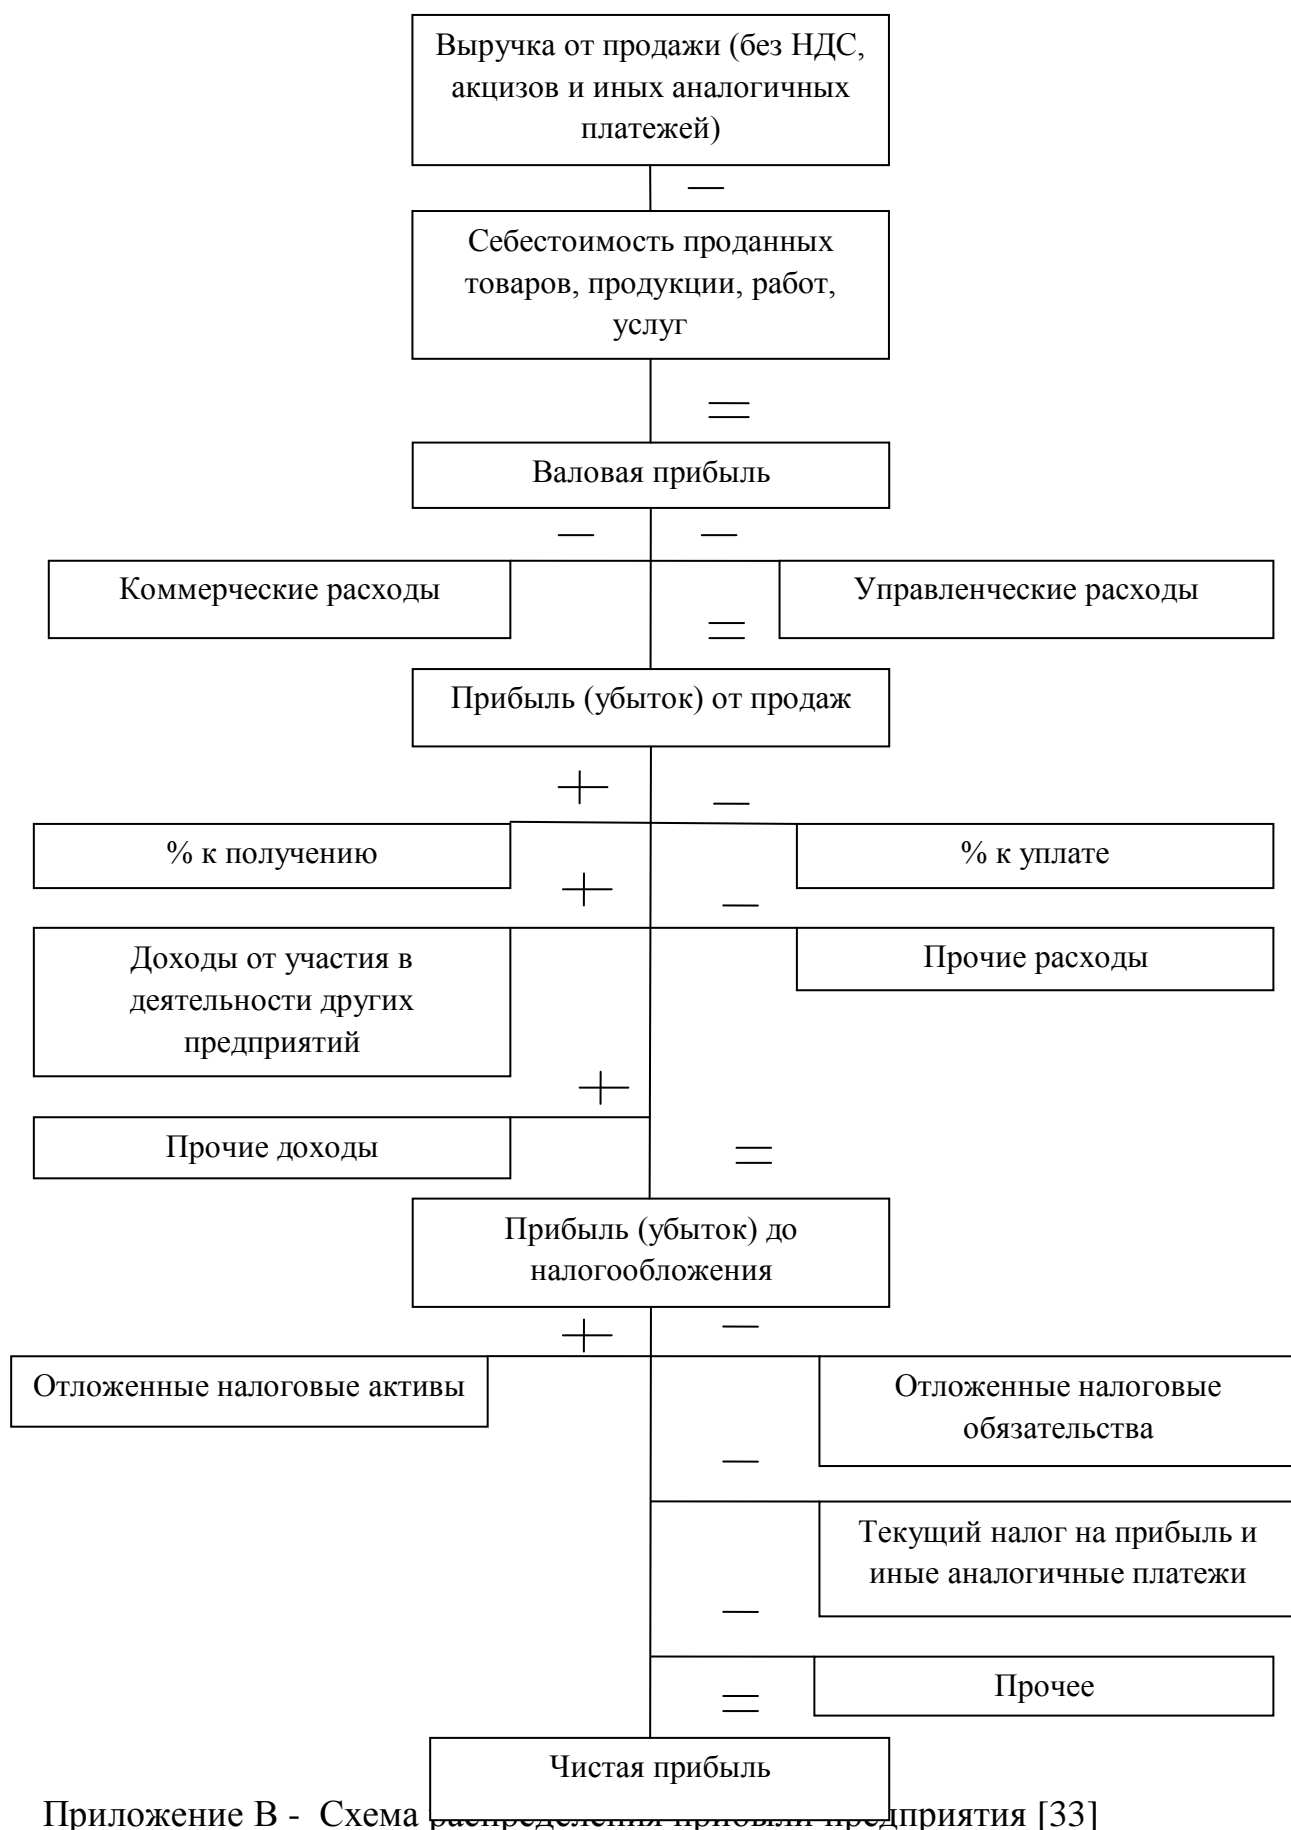 Выручка от продажи (без НДС,
акцизов и иных аналогичных
платежей)
—
Себестоимость проданных
товаров, продукции, работ,
услуг
=
Валовая прибыль
— —
Коммерческие расходы
Управленческие расходы
=
Прибыль (убыток) от продаж
+ —
% к получению
% к уплате
+ —
Доходы от участия в
деятельности других
предприятий
Прочие расходы
+
Прочие доходы
=
Прибыль (убыток) до
налогообложения
+ —
Отложенные налоговые активы
Отложенные налоговые
обязательства
—
Текущий налог на прибыль и
иные аналогичные платежи
—
Прочее
=
Чистая прибыль
Приложение В - Схема распределения прибыли предприятия [33]